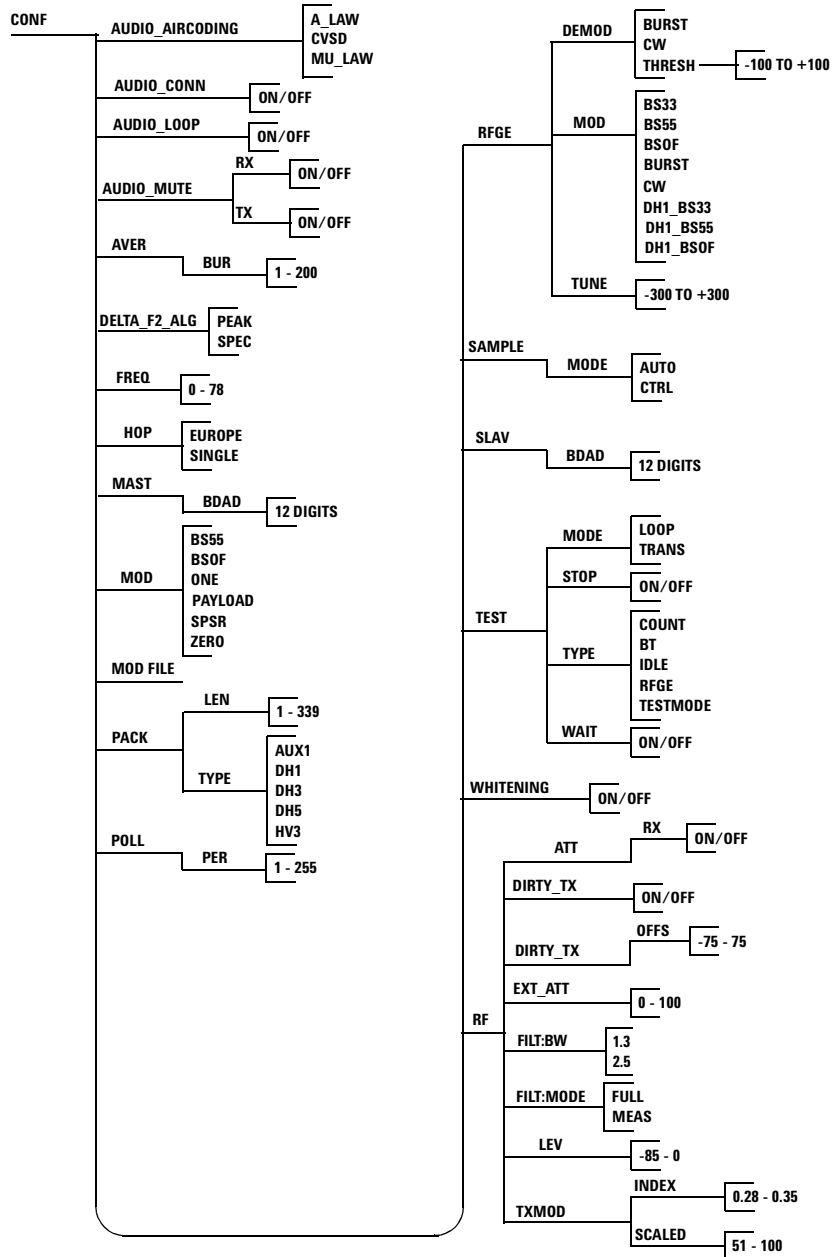 CONF
AUDIO_AIRCODING
A_LAW
CVSD
MU_LAW
AUDIO_CONN
ON/OFF
AUDIO_LOOP
ON/OFF
AUDIO_MUTE
RX
ON/OFF
TX
ON/OFF
AVER
BUR
1 - 200
DELTA_F2_ALG
PEAK
SPEC
FREQ
0 - 78
HOP
EUROPE
SINGLE
MAST
BDAD
12 DIGITS
MOD
BS55
BSOF
ONE
PAYLOAD
SPSR
ZERO
MOD FILE
PACK
LEN
1 - 339
TYPE
AUX1
DH1
DH3
DH5
HV3
POLL
PER
1 - 255
RFGE
DEMOD
BURST
CW
THRESH
-100 TO +100
MOD
BS33
BS55
BSOF
BURST
CW
DH1_BS33
DH1_BS55
DH1_BSOF
TUNE
-300 TO +300
SAMPLE
MODE
AUTO
CTRL
SLAV
BDAD
12 DIGITS
TEST
MODE
LOOP
TRANS
STOP
ON/OFF
TYPE
COUNT
BT
IDLE
RFGE
TESTMODE
WAIT
ON/OFF
WHITENING
ON/OFF
RF
ATT
RX
ON/OFF
DIRTY_TX
ON/OFF
DIRTY_TX
OFFS
-75 - 75
EXT_ATT
0 - 100
FILT:BW
1.3
2.5
FILT:MODE
FULL
MEAS
LEV
-85 - 0
TXMOD
INDEX
0.28 - 0.35
SCALED
51 - 100